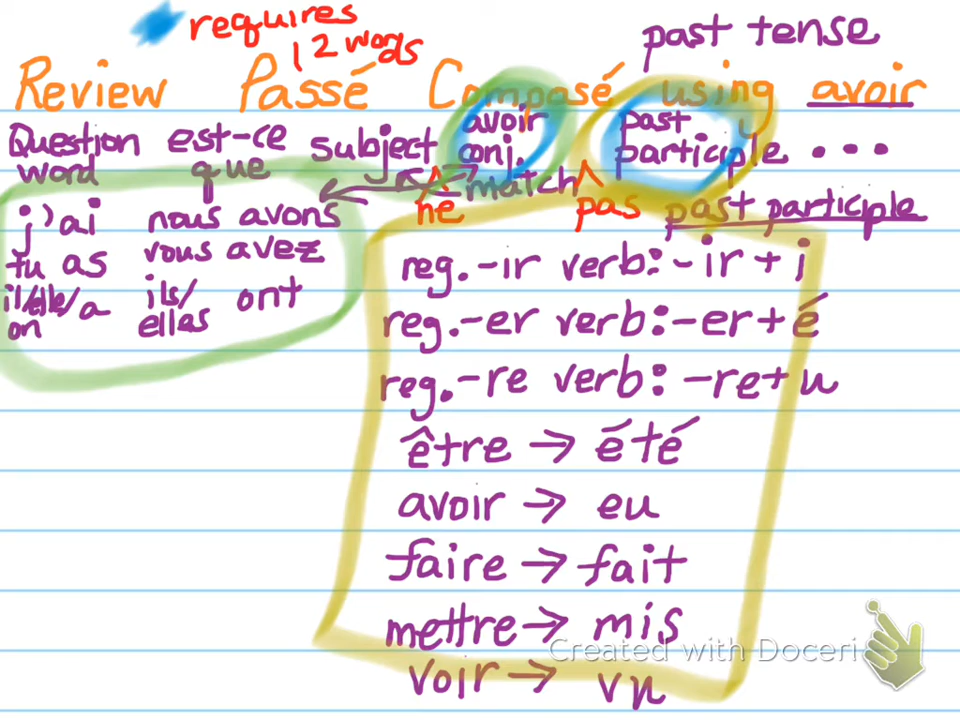 requires
2 words
past tense
Review Passé Composé using avoir
Question word est-ce que subject avoir conj. past participle ...
match
ne pas past participle
j'ai nous avons
tu as vous avez
il/elle/on a ils/ellas ont
reg. -ir verb: -ir + i
reg. -er verb: -er + é
reg. -re verb: -re + u
être → été
avoir → eu
faire → fait
mettre → mis
Created with Doceri
voir → vu